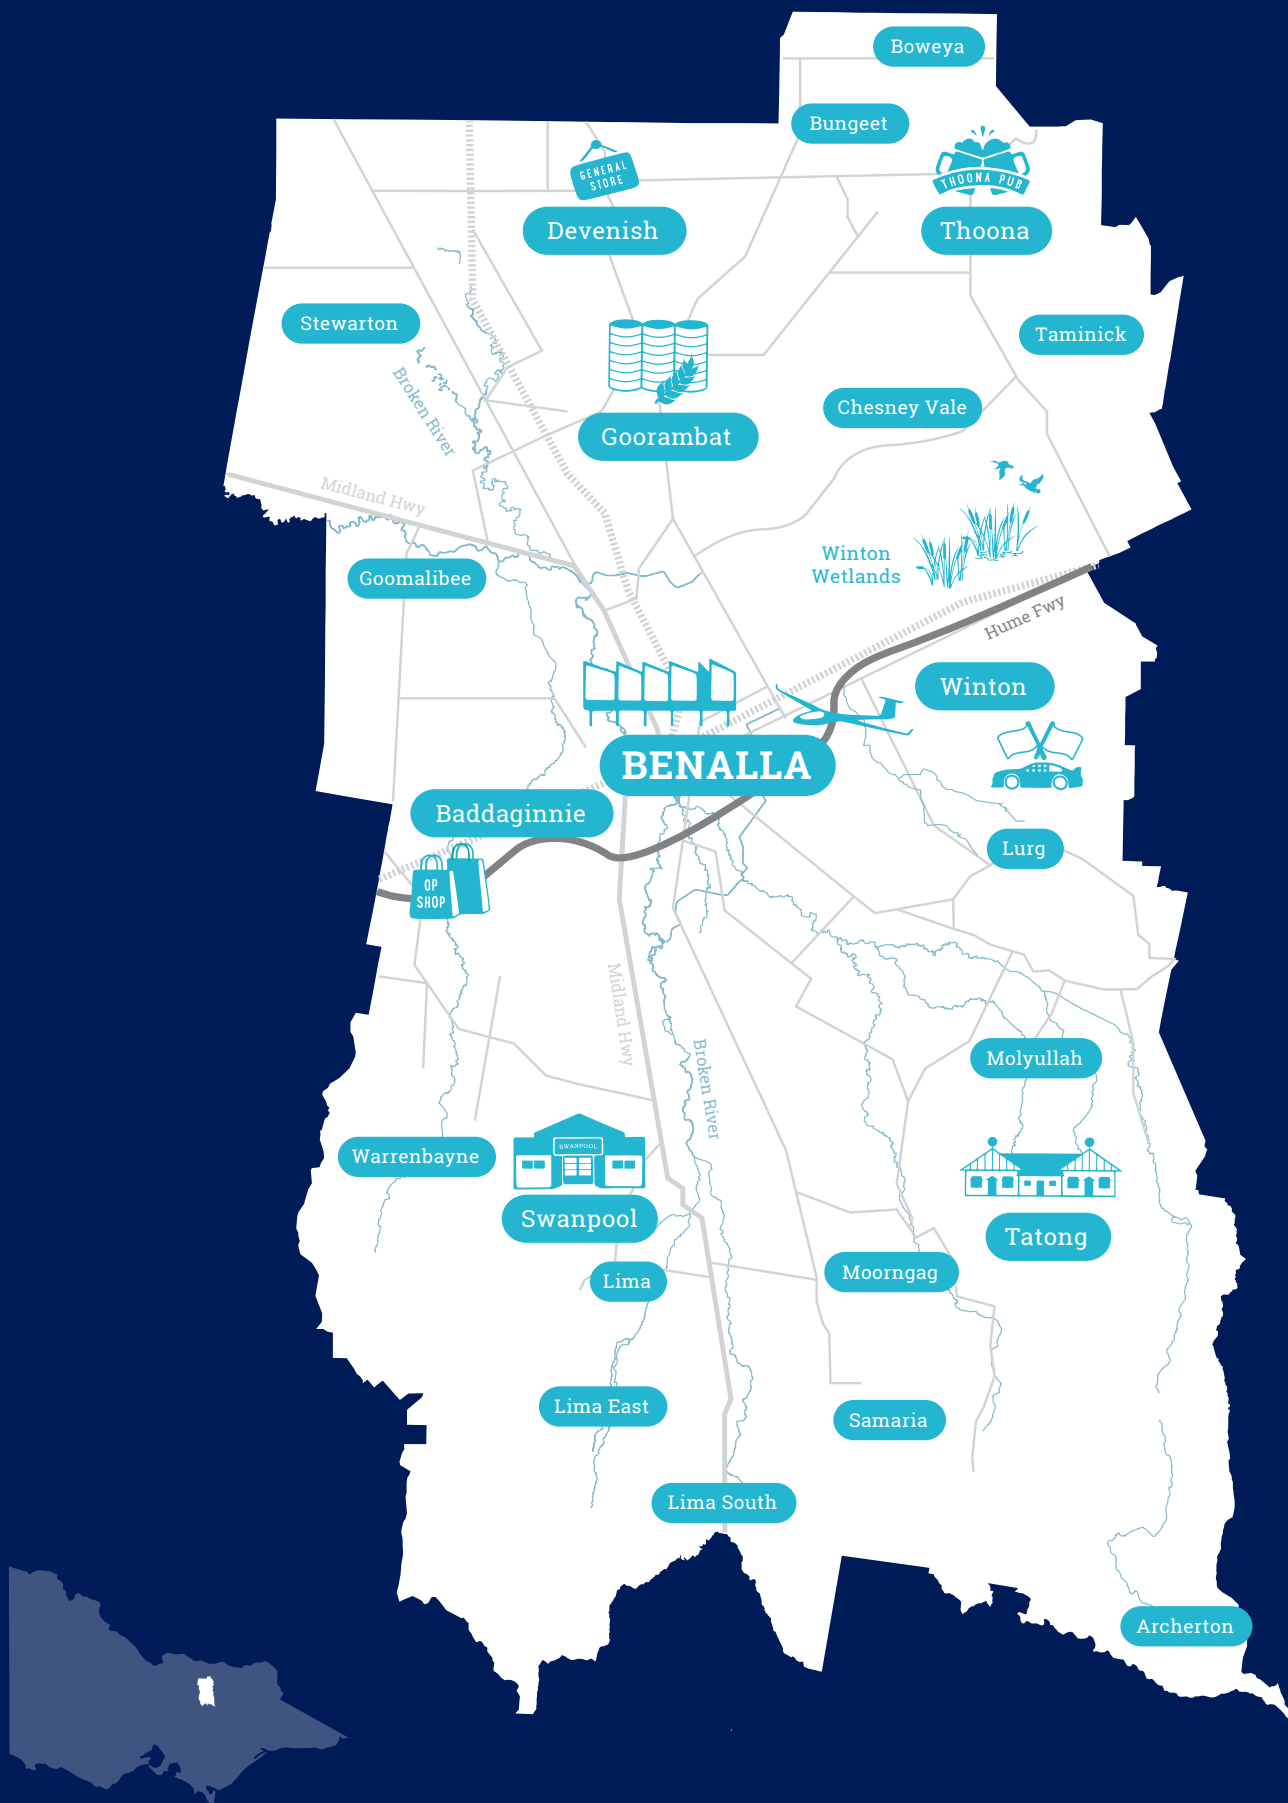 Boweya
Bungeet
GENERAL
STORE
THOONA PUB
Devenish
Thoona
Stewarton
Taminick
Broken River
Chesney Vale
Goorambat
Midland Hwy
Winton
Wetlands
Goomalibee
Hume Fwy
Winton
BENALLA
Baddaginnie
Lurg
OP
SHOP
Midland Hwy
Broken River
Molyullah
SWANPOOL
Warrenbayne
Swanpool
Tatong
Moorngag
Lima
Lima East
Samaria
Lima South
Archerton